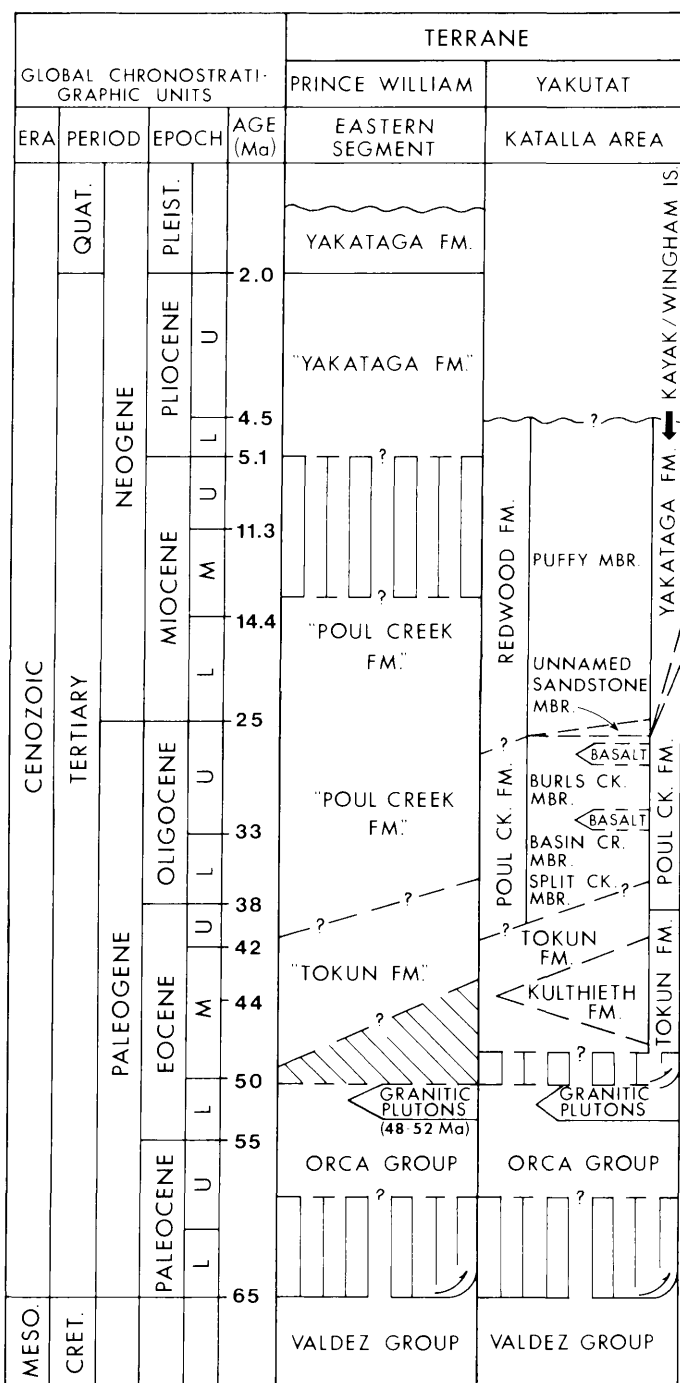 TERRANE
GLOBAL CHRONOSTRATI-
GRAPHIC UNITS
PRINCE WILLIAM
YAKUTAT
ERA
PERIOD
EPOCH
AGE
(Ma)
EASTERN
SEGMENT
KATALLA AREA
CENOZOIC
MESO.
QUAT.
TERTIARY
CRET.
NEOGENE
PALEOGENE
PLEIST.
PLIOCENE
U
L
MIOCENE
U
M
L
OLIGOCENE
U
L
EOCENE
U
M
L
PALEOCENE
U
L
2.0
4.5
5.1
11.3
14.4
25
33
38
42
44
50
55
65
YAKATAGA FM.
"YAKATAGA FM."
?
?
"POUL CREEK
FM."
"POUL CREEK
FM."
?
?
"TOKUN FM."
?
GRANITIC
PLUTONS
(48-52 Ma)
ORCA GROUP
?
VALDEZ GROUP
?
REDWOOD FM.
PUFFY MBR.
UNNAMED
SANDSTONE
MBR.
?
POUL CK. FM.
BASALT
BURLS CK.
MBR.
BASALT
BASIN CR.
MBR.
SPLIT CK.
MBR.
?
?
TOKUN
FM.
KULTHIETH
FM.
?
GRANITIC
PLUTONS
ORCA GROUP
?
VALDEZ GROUP
KAYAK/WINGHAM IS.
YAKATAGA FM.
POUL CK. FM.
TOKUN FM.